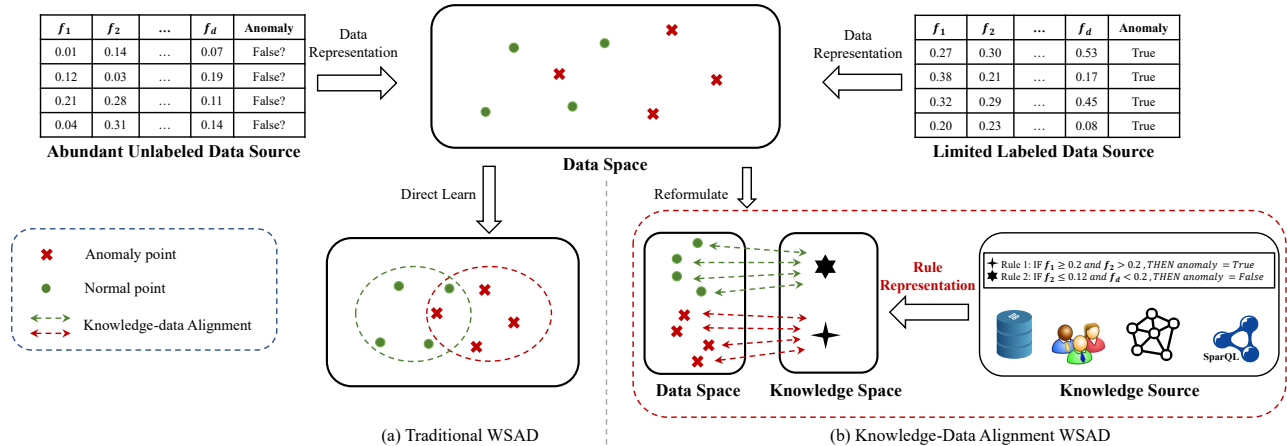 f₁ f₂ ... f_d Anomaly
0.01 0.14 ... 0.07 False?
0.12 0.03 ... 0.19 False?
0.21 0.28 ... 0.11 False?
0.04 0.31 ... 0.14 False?
Abundant Unlabeled Data Source
Data
Representation
Data Space
Data
Representation
f₁ f₂ ... f_d Anomaly
0.27 0.30 ... 0.53 True
0.38 0.21 ... 0.17 True
0.32 0.29 ... 0.45 True
0.20 0.23 ... 0.08 True
Limited Labeled Data Source
Direct Learn
Reformulate
Anomaly point
Normal point
Knowledge-data Alignment
(a) Traditional WSAD
Data Space
Knowledge Space
Rule
Representation
Rule 1: IF f₁ ≥ 0.2 and f₂ > 0.2 , THEN anomaly = True
Rule 2: IF f₂ ≤ 0.12 and f_d < 0.2 , THEN anomaly = False
SparQL
Knowledge Source
(b) Knowledge-Data Alignment WSAD